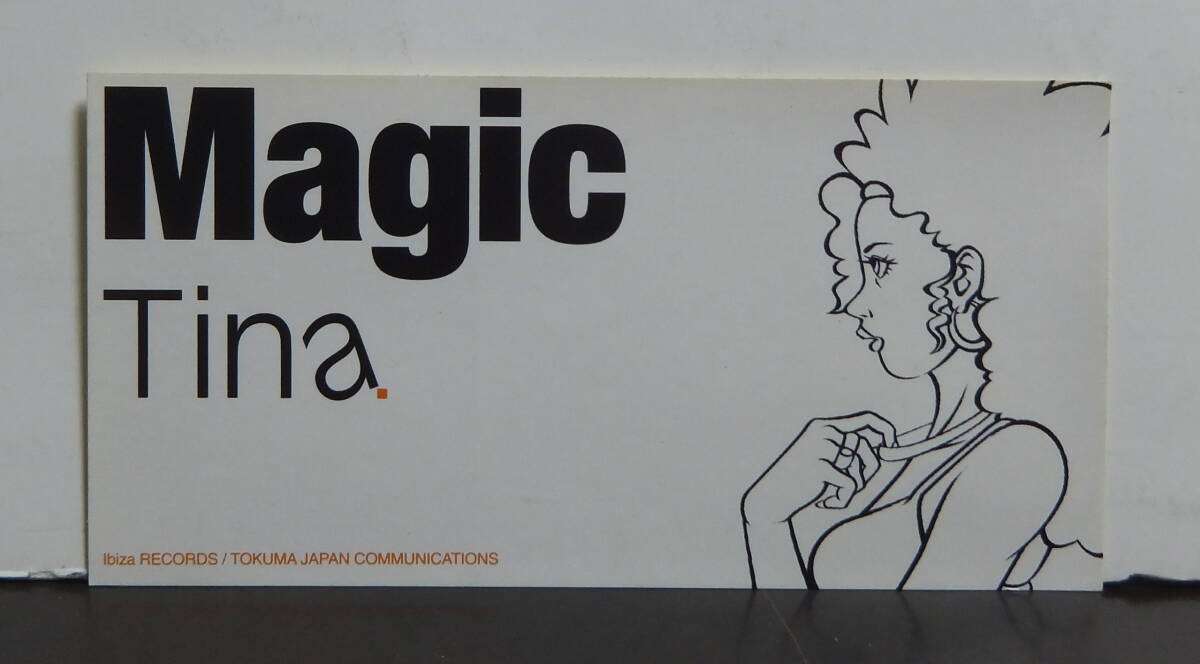 Magic
Tina.
Ibiza RECORDS / TOKUMA JAPAN COMMUNICATIONS